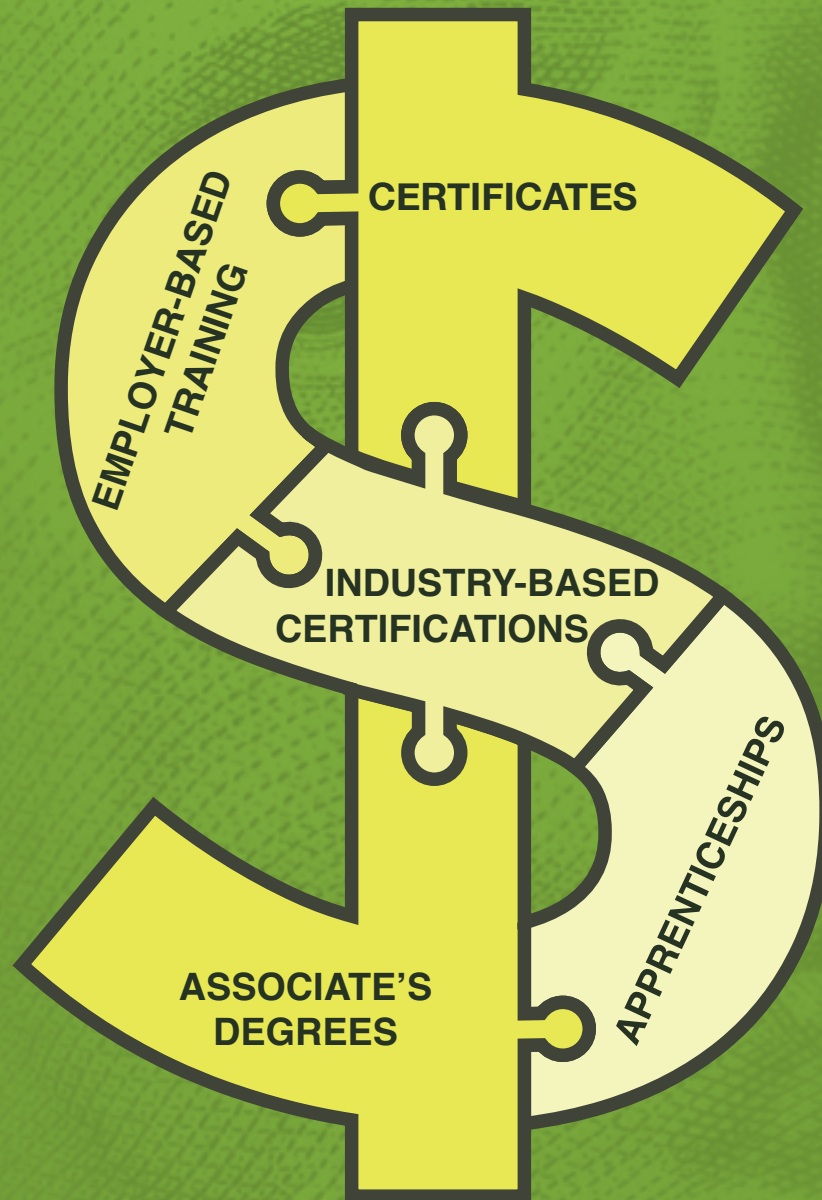 CERTIFICATES
EMPLOYER-BASED
TRAINING
INDUSTRY-BASED
CERTIFICATIONS
APPRENTICESHIPS
ASSOCIATE’S
DEGREES